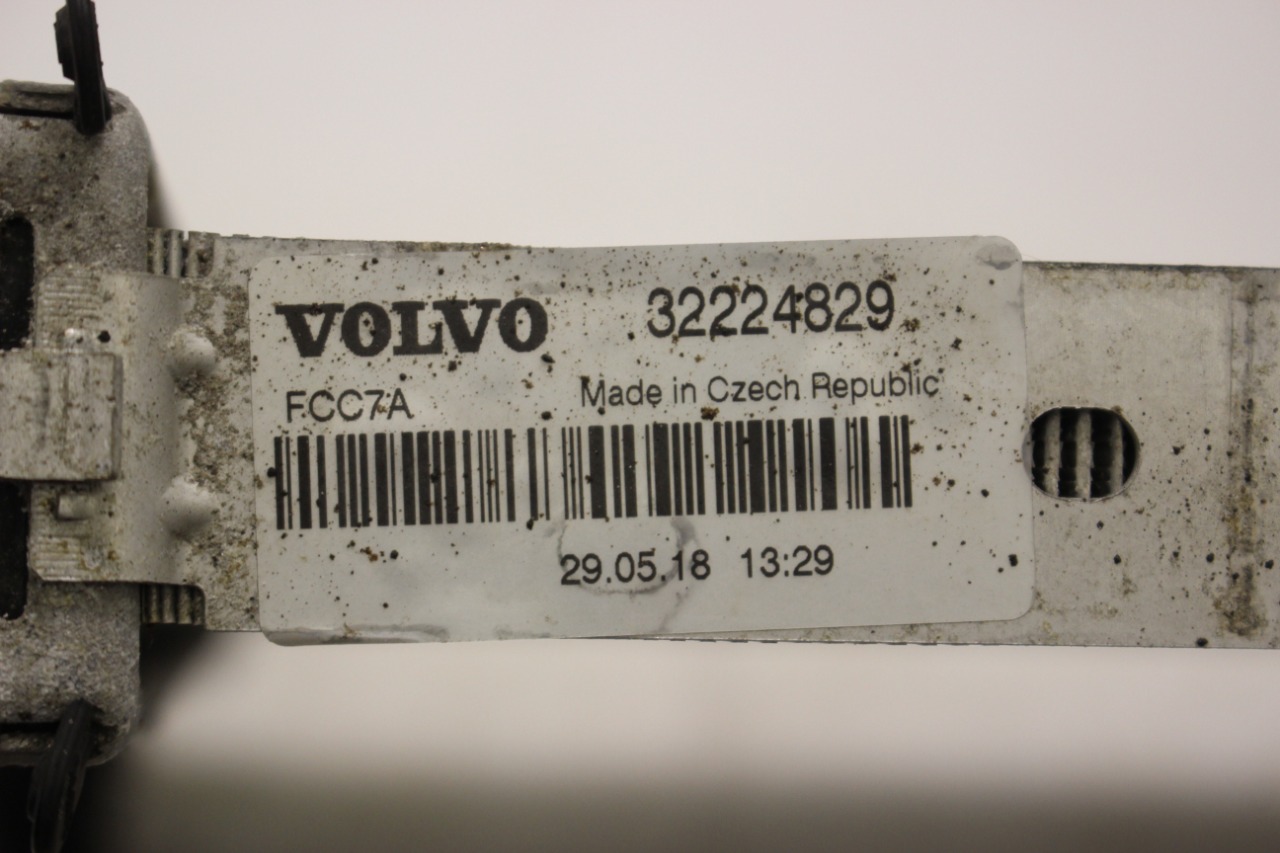 VOLVO 32224829
FCC7A Made in Czech Republic
29.05.18 13:29